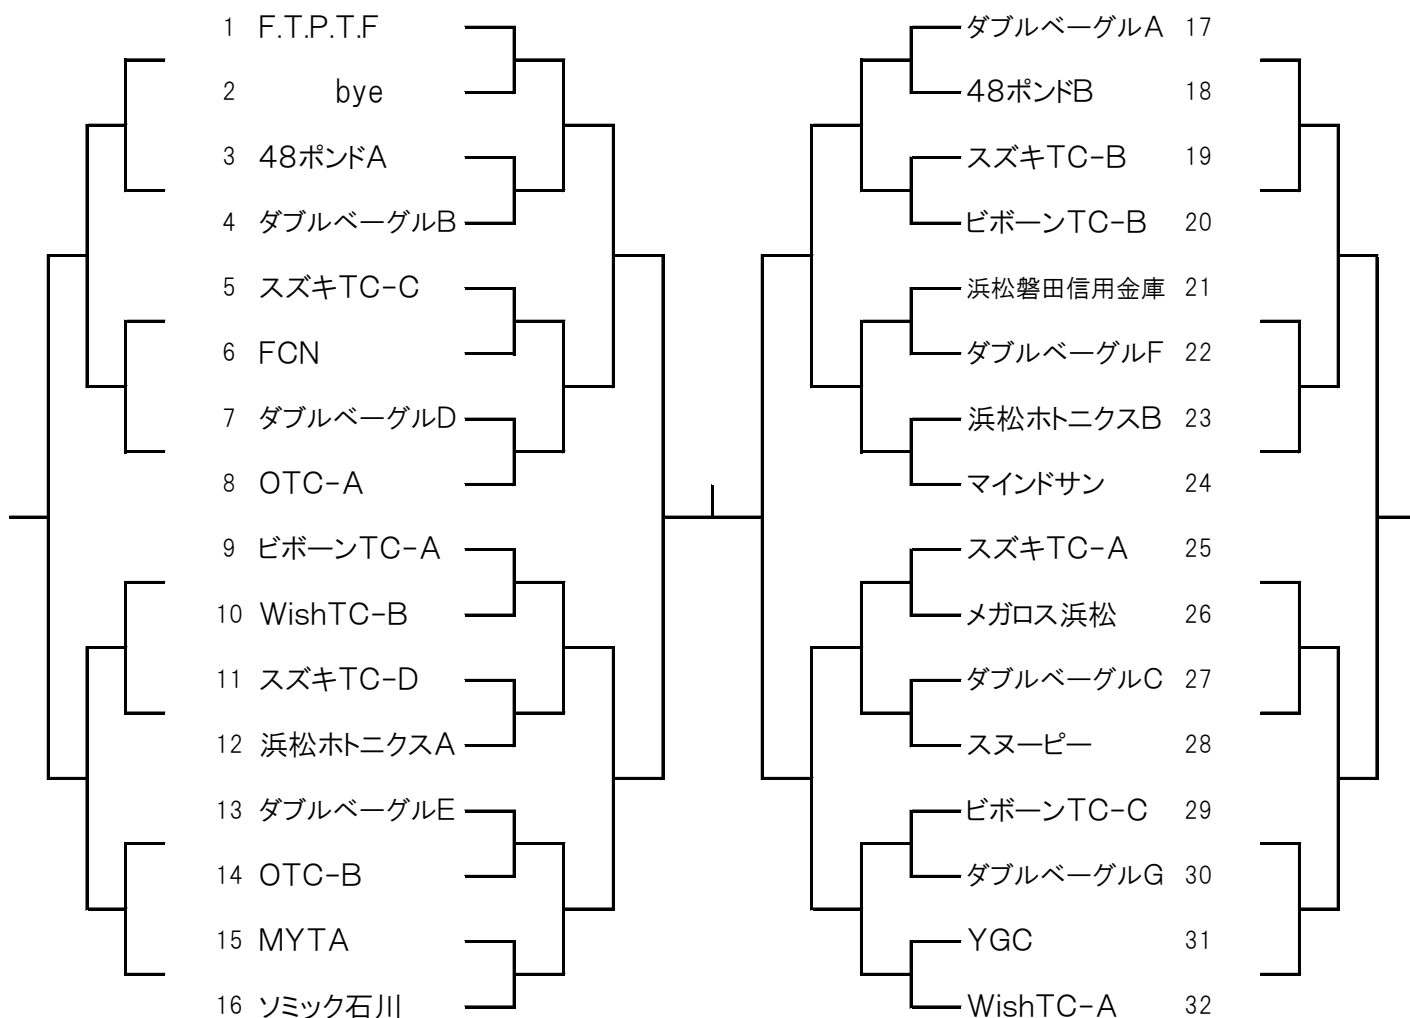 1 F.T.P.T.F
2 bye
3 48ポンドA
4 ダブルベーグルB
5 スズキTC-C
6 FCN
7 ダブルベーグルD
8 OTC-A
9 ビボーンTC-A
10 WishTC-B
11 スズキTC-D
12 浜松ホトニクスA
13 ダブルベーグルE
14 OTC-B
15 MYTA
16 ソミック石川
ダブルベーグルA 17
48ポンドB 18
スズキTC-B 19
ビボーンTC-B 20
浜松磐田信用金庫 21
ダブルベーグルF 22
浜松ホトニクスB 23
マインドサン 24
スズキTC-A 25
メガロス浜松 26
ダブルベーグルC 27
スヌーピー 28
ビボーンTC-C 29
ダブルベーグルG 30
YGC 31
WishTC-A 32